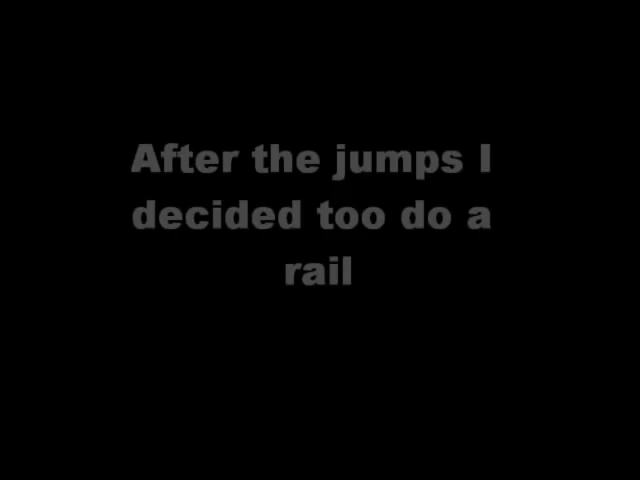 After the jumps I
decided too do a
rail